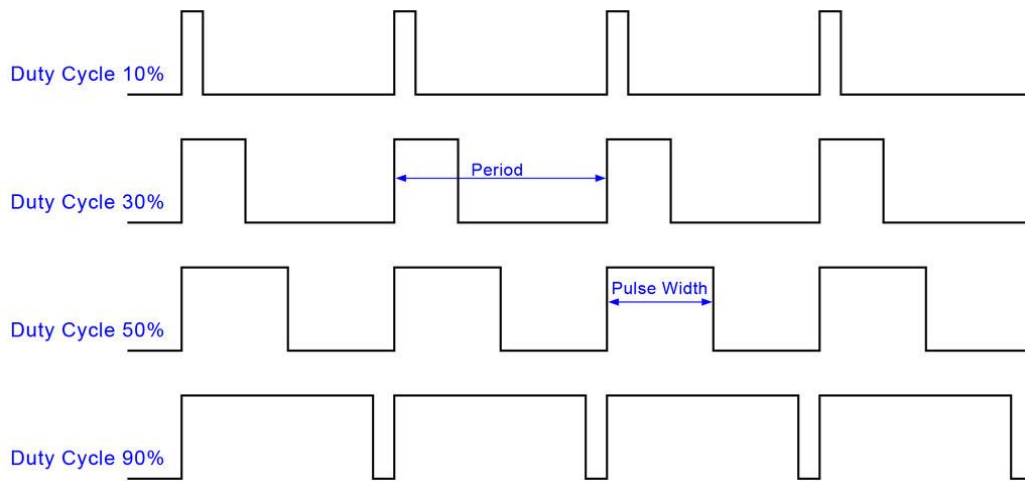 Duty Cycle 10%
Period
Duty Cycle 30%
Pulse Width
Duty Cycle 50%
Duty Cycle 90%